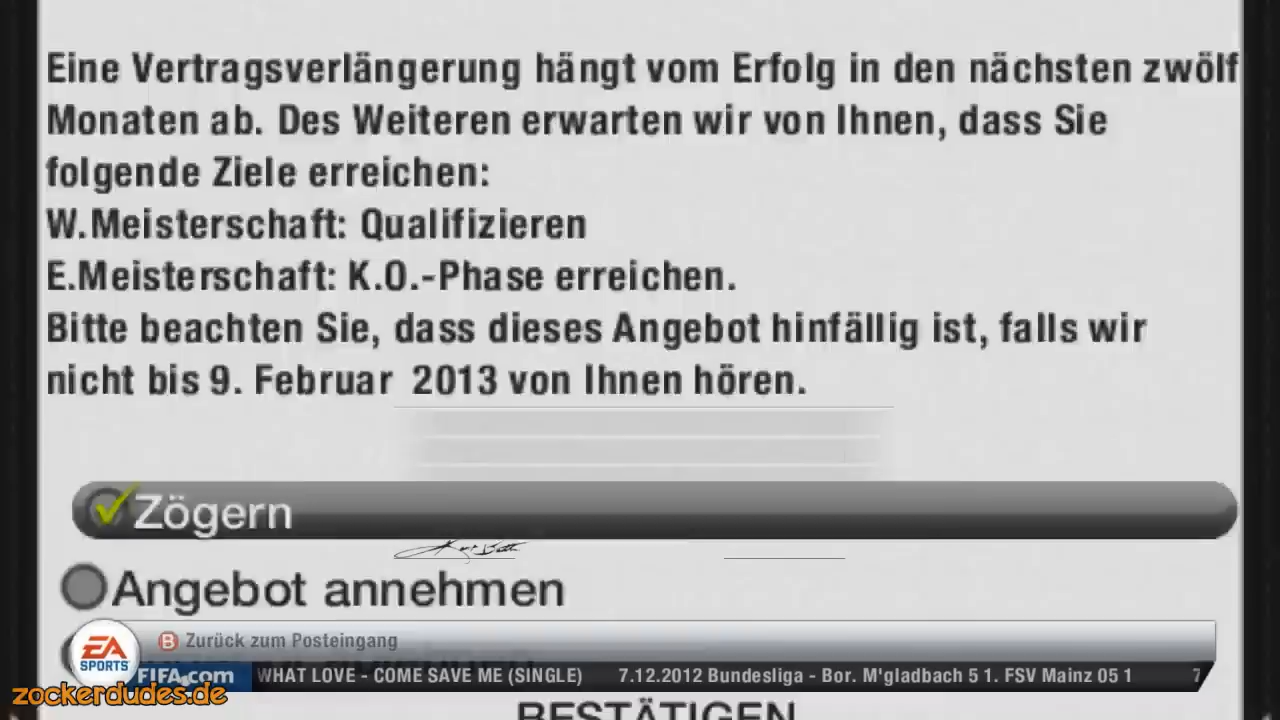 Eine Vertragsverlängerung hängt vom Erfolg in den nächsten zwölf
Monaten ab. Des Weiteren erwarten wir von Ihnen, dass Sie
folgende Ziele erreichen:
W.Meisterschaft: Qualifizieren
E.Meisterschaft: K.O.-Phase erreichen.
Bitte beachten Sie, dass dieses Angebot hinfällig ist, falls wir
nicht bis 9. Februar 2013 von Ihnen hören.
Zögern
Angebot annehmen
EA SPORTS
B Zurück zum Posteingang
FIFA.com WHAT LOVE - COME SAVE ME (SINGLE) 7.12.2012 Bundesliga - Bor. M'gladbach 5 1. FSV Mainz 05 1 7
zockerdudes.de
BESTÄTIGEN